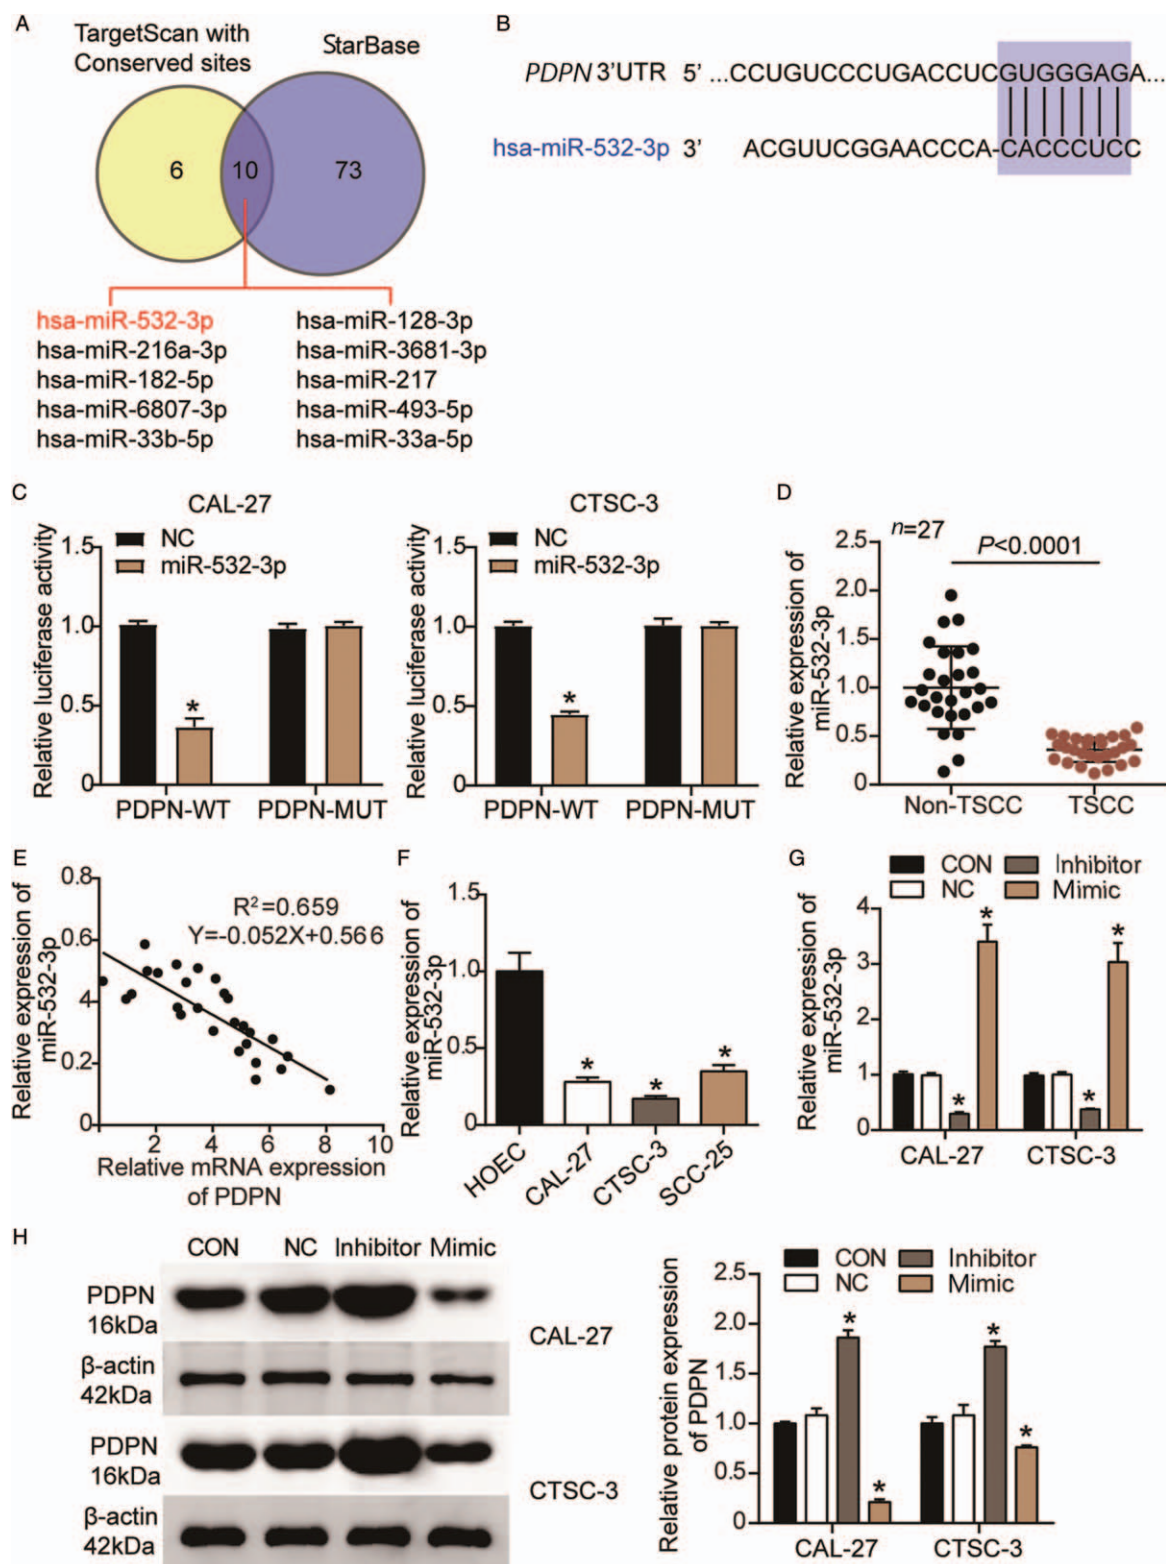 A
TargetScan with
Conserved sites
StarBase
6
10
73
hsa-miR-532-3p
hsa-miR-216a-3p
hsa-miR-182-5p
hsa-miR-6807-3p
hsa-miR-33b-5p
hsa-miR-128-3p
hsa-miR-3681-3p
hsa-miR-217
hsa-miR-493-5p
hsa-miR-33a-5p
B
PDPN 3'UTR 5' ...CCUGUCCCUGACCUCGUGGGAGA...
hsa-miR-532-3p 3' ACGUUCGGAACCCA-CACCCUCC
C
CAL-27
Relative luciferase activity
NC
miR-532-3p
1.5
1.0
0.5
0
*
PDPN-WT
PDPN-MUT
CTSC-3
Relative luciferase activity
NC
miR-532-3p
1.5
1.0
0.5
0
*
PDPN-WT
PDPN-MUT
D
n=27
P<0.0001
Relative expression of
miR-532-3p
2.5
2.0
1.5
1.0
0.5
0
Non-TSCC
TSCC
E
Relative expression of
miR-532-3p
0.8
0.6
0.4
0.2
0
2
4
6
8
10
R²=0.659
Y=-0.052X+0.566
Relative mRNA expression
of PDPN
F
Relative expression of
miR-532-3p
1.5
1.0
0.5
0
*
*
*
HOEC
CAL-27
CTSC-3
SCC-25
G
CON
NC
Inhibitor
Mimic
Relative expression of
miR-532-3p
4
3
2
1
0
*
*
*
*
CAL-27
CTSC-3
H
CON NC Inhibitor Mimic
PDPN
16kDa
β-actin
42kDa
CAL-27
PDPN
16kDa
β-actin
42kDa
CTSC-3
CON
NC
Inhibitor
Mimic
Relative protein expression
of PDPN
2.5
2.0
1.5
1.0
0.5
0
*
*
*
*
CAL-27
CTSC-3